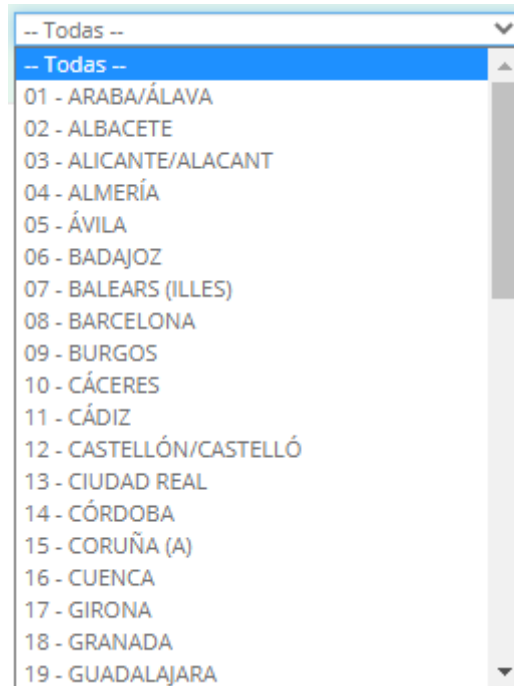 -- Todas --
-- Todas --
01 - ARABA/ÁLAVA
02 - ALBACETE
03 - ALICANTE/ALACANT
04 - ALMERÍA
05 - ÁVILA
06 - BADAJOZ
07 - BALEARS (ILLES)
08 - BARCELONA
09 - BURGOS
10 - CÁCERES
11 - CÁDIZ
12 - CASTELLÓN/CASTELLÓ
13 - CIUDAD REAL
14 - CÓRDOBA
15 - CORUÑA (A)
16 - CUENCA
17 - GIRONA
18 - GRANADA
19 - GUADALAJARA